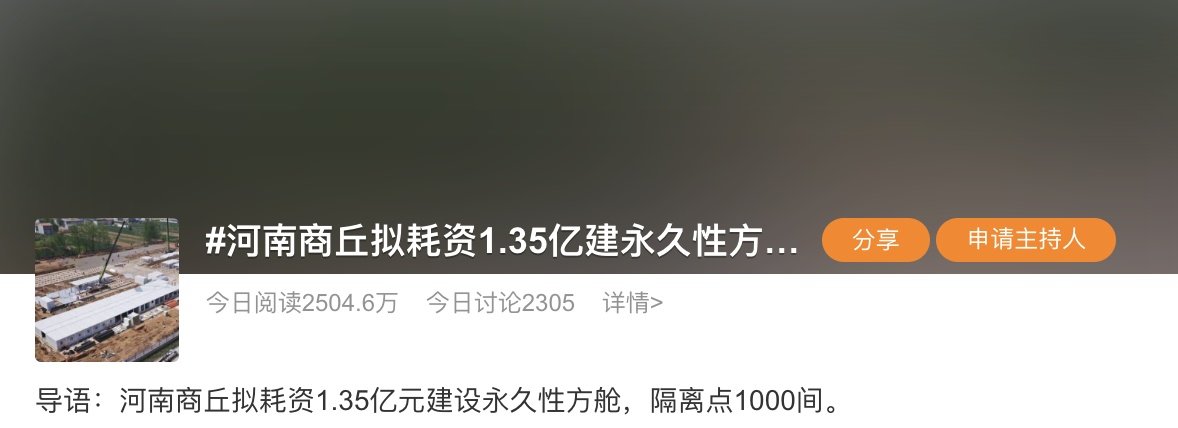 #河南商丘拟耗资1.35亿建永久性方...
分享
申请主持人
今日阅读2504.6万 今日讨论2305 详情>
导语：河南商丘拟耗资1.35亿元建设永久性方舱，隔离点1000间。